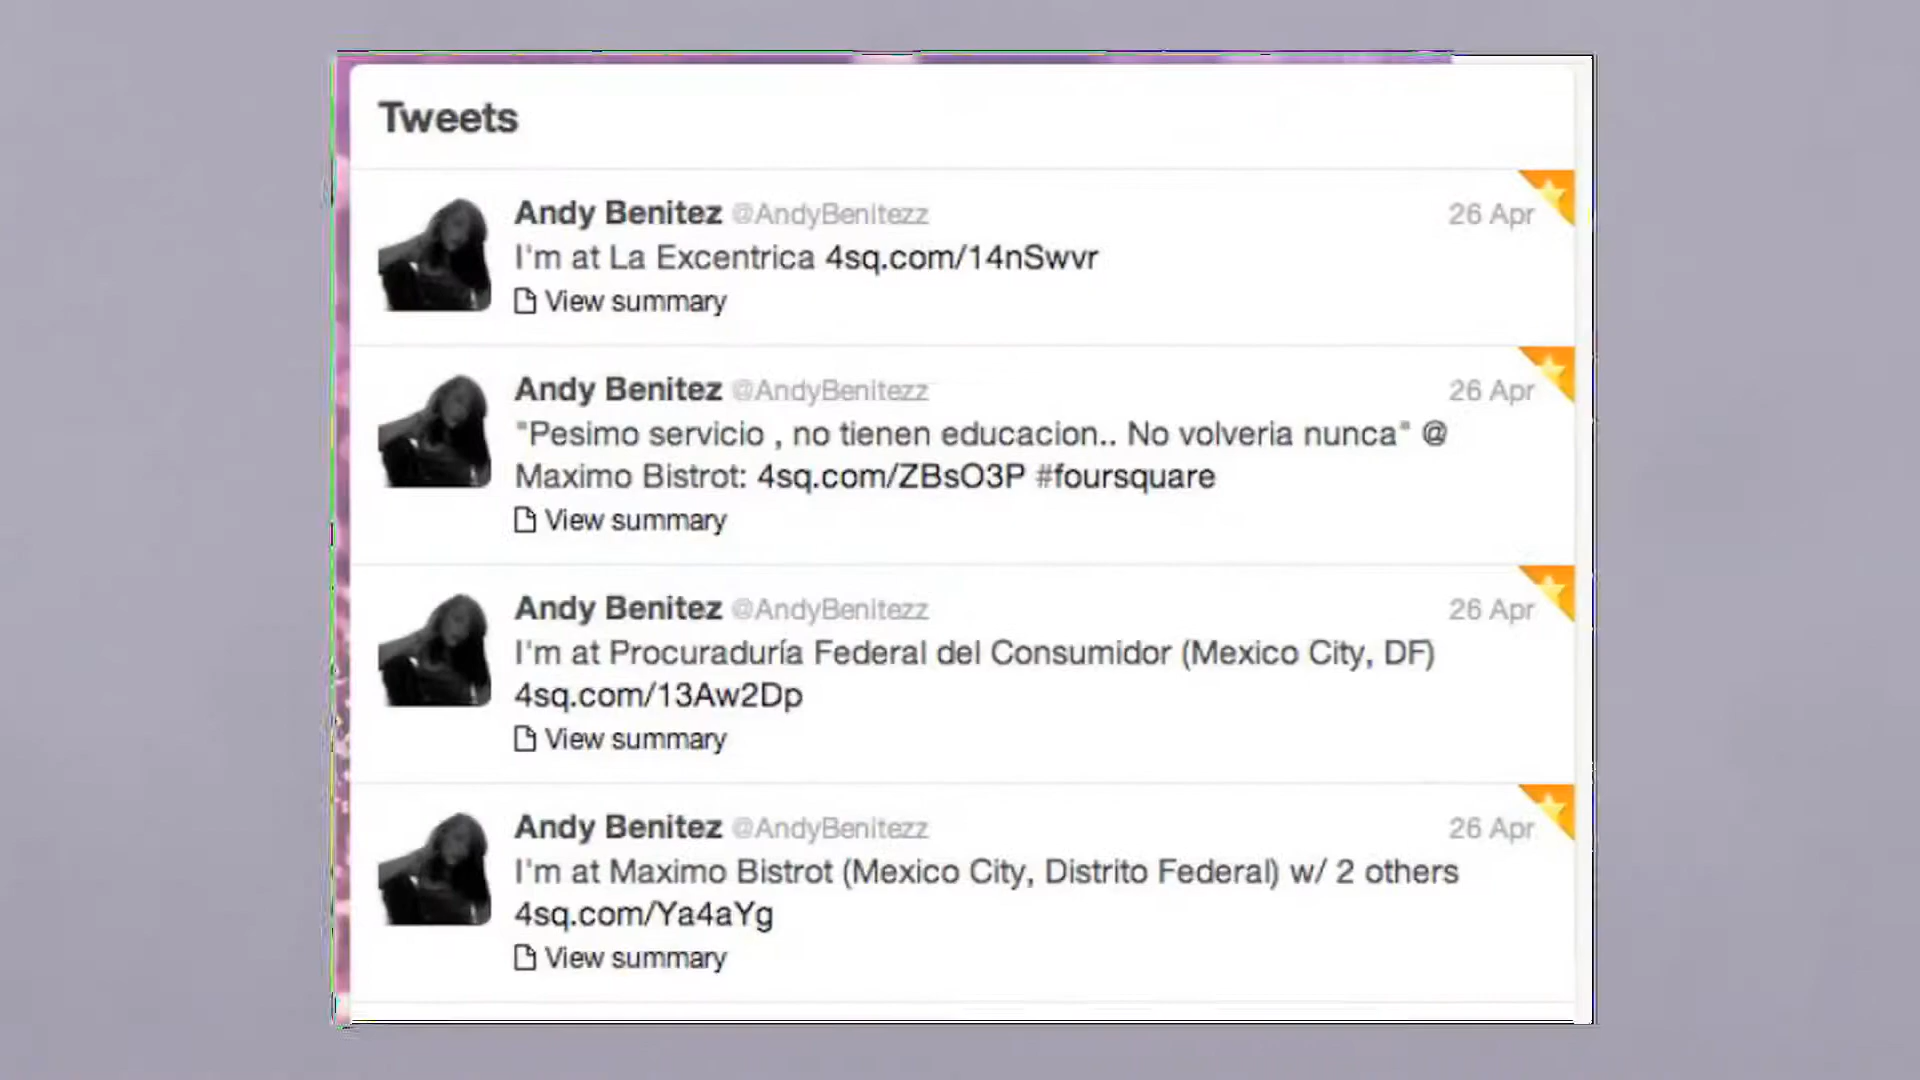 Tweets
Andy Benitez @AndyBenitezz 26 Apr
I'm at La Excentrica 4sq.com/14nSwvr
View summary
Andy Benitez @AndyBenitezz 26 Apr
"Pesimo servicio , no tienen educacion.. No volveria nunca" @
Maximo Bistrot: 4sq.com/ZBsO3P #foursquare
View summary
Andy Benitez @AndyBenitezz 26 Apr
I'm at Procuraduría Federal del Consumidor (Mexico City, DF)
4sq.com/13Aw2Dp
View summary
Andy Benitez @AndyBenitezz 26 Apr
I'm at Maximo Bistrot (Mexico City, Distrito Federal) w/ 2 others
4sq.com/Ya4aYg
View summary